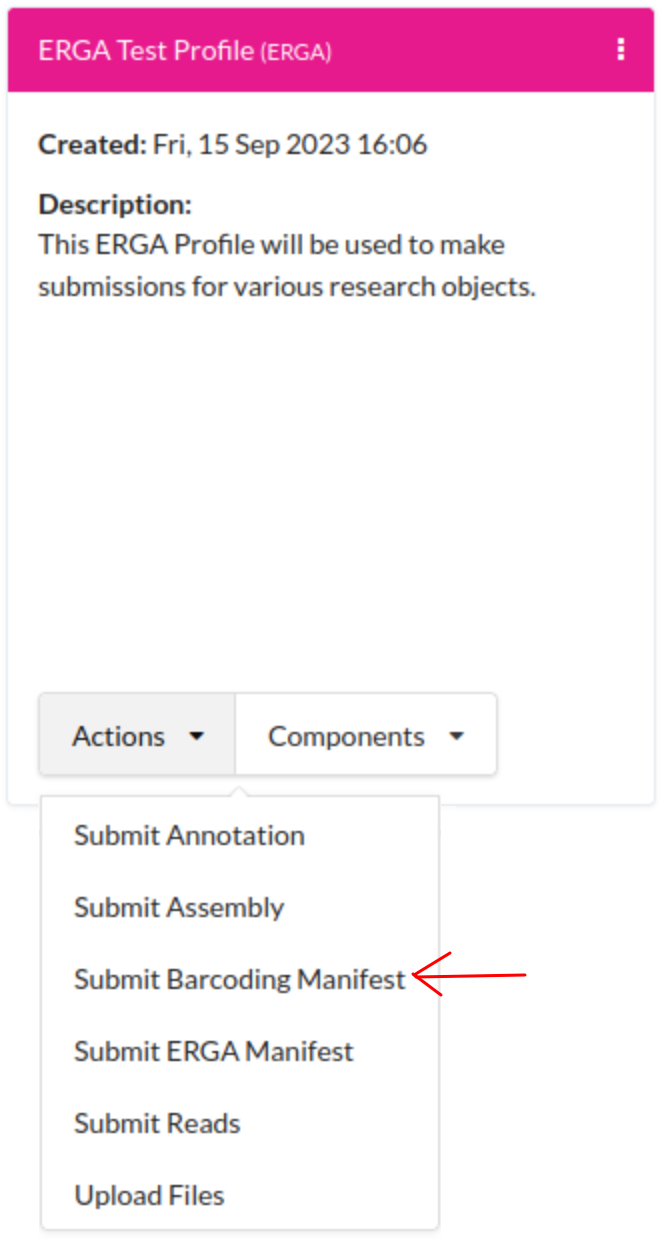 ERGA Test Profile (ERGA)
Created: Fri, 15 Sep 2023 16:06
Description:
This ERGA Profile will be used to make
submissions for various research objects.
Actions
Components
Submit Annotation
Submit Assembly
Submit Barcoding Manifest
Submit ERGA Manifest
Submit Reads
Upload Files